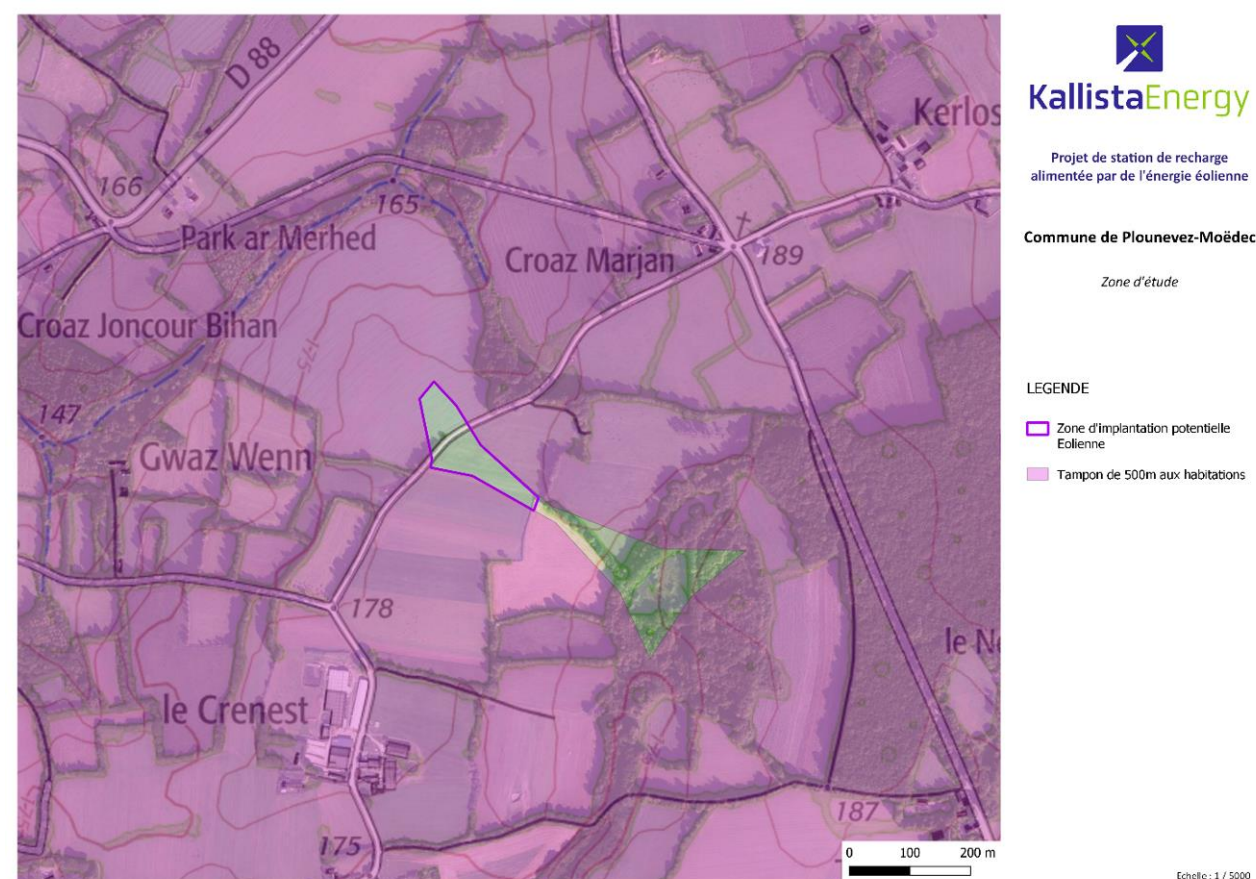 KallistaEnergy
Projet de station de recharge
alimentée par de l'énergie éolienne
Commune de Plounevez-Moëdec
Zone d'étude
LEGENDE
Zone d'implantation potentielle
Eolienne
Tampon de 500m aux habitations
D 88
Kerlos
166
165
Park ar Merhed
Croaz Marjan
189
Croaz Joncour Bihan
175
147
Gwaz Wenn
178
le N
le Crenest
187
175
0 100 200 m
Echelle : 1 / 5000